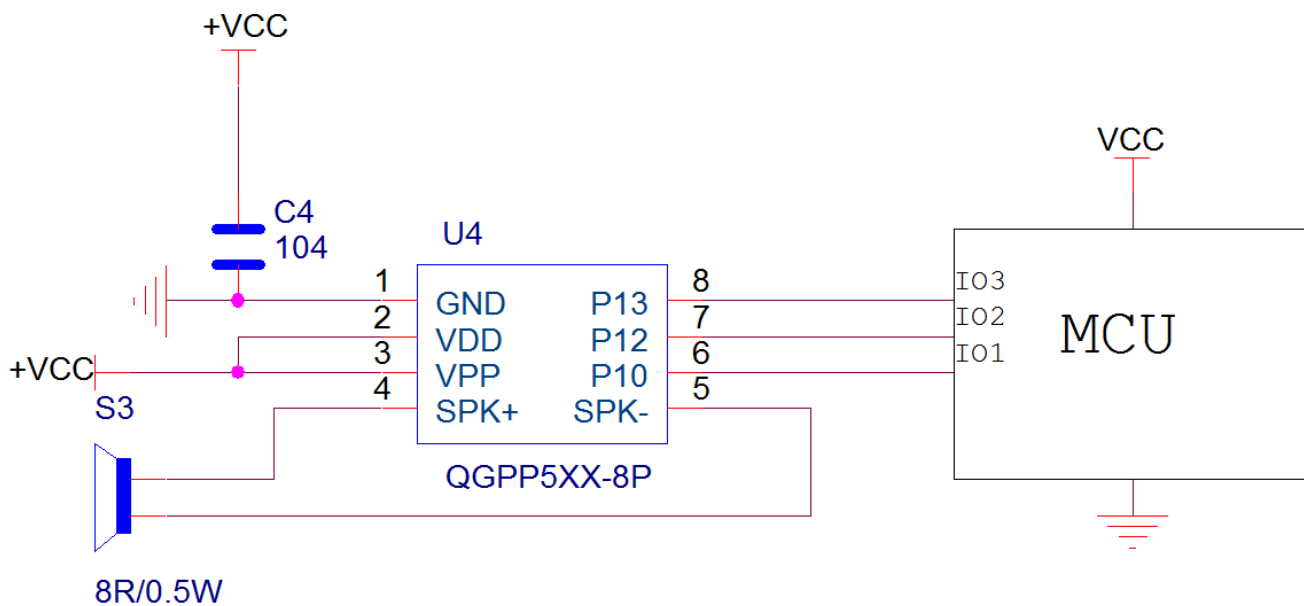 +VCC
VCC
C4
104
U4
1
GND
P13
8
IO3
2
VDD
P12
7
IO2
MCU
3
VPP
P10
6
IO1
+VCC
4
SPK+
SPK-
5
S3
QGPP5XX-8P
8R/0.5W